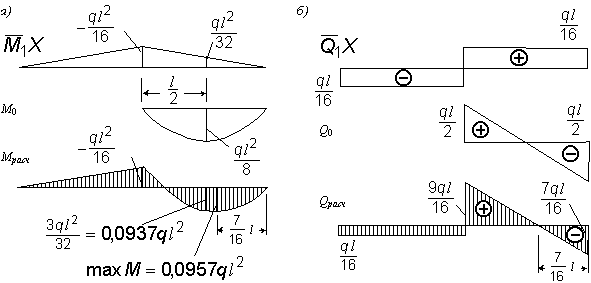 а)
-ql²/16
ql²/32
M̅₁X
l/2
M₀
ql²/8
Mрасч
-ql²/16
3ql²/32 = 0,0937ql²
7/16 l
max M = 0,0957ql²
б)
ql/16
Q̅₁X
+
−
ql/16
ql/2
ql/2
Q₀
+
−
Qрасч
9ql/16
7ql/16
+
−
ql/16
7/16 l